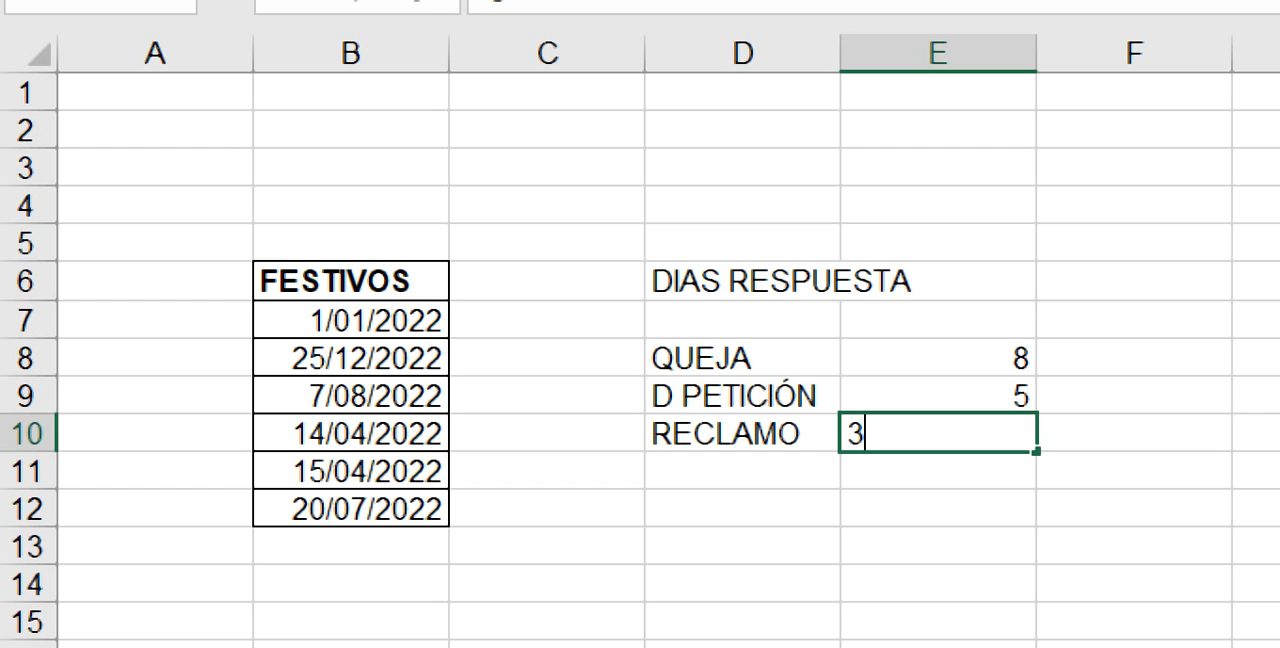 A B C D E F
1
2
3
4
5
6 FESTIVOS DIAS RESPUESTA
7 1/01/2022
8 25/12/2022 QUEJA 8
9 7/08/2022 D PETICIÓN 5
10 14/04/2022 RECLAMO 3
11 15/04/2022
12 20/07/2022
13
14
15